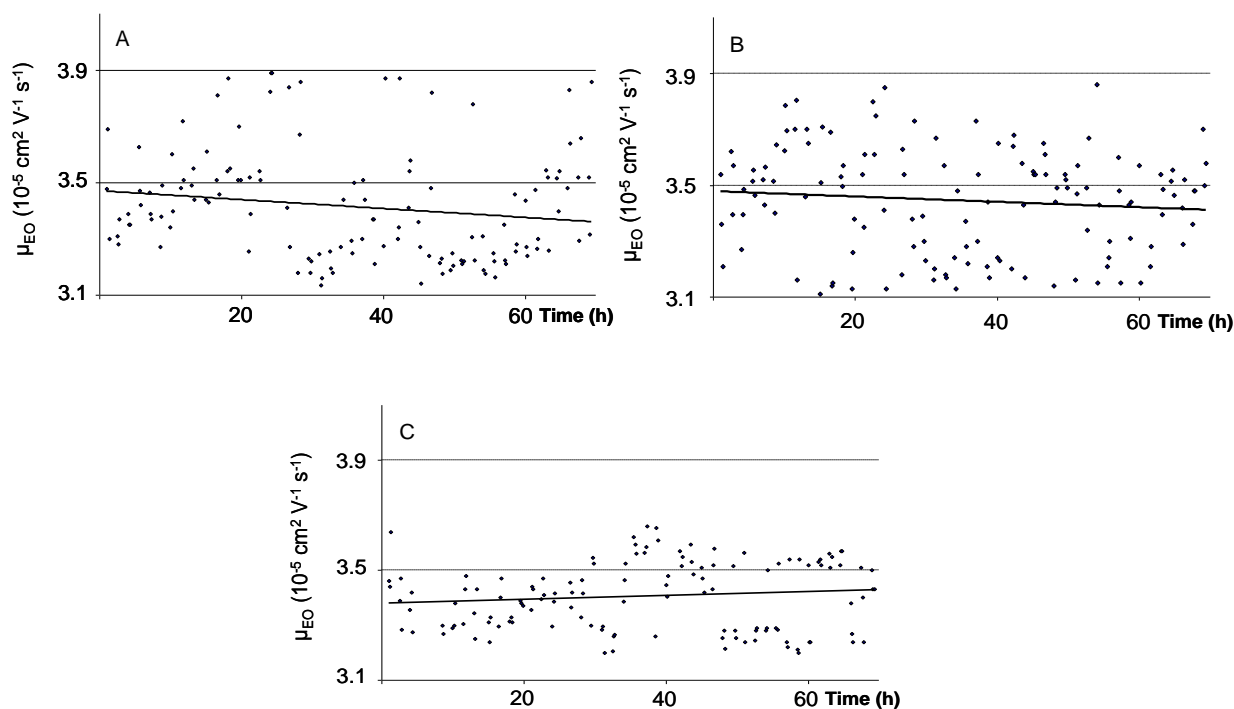 A
μEO (10-5 cm2 V-1 s-1)
3.9
3.5
3.1
20
40
60
Time (h)
B
μEO (10-5 cm2 V-1 s-1)
3.9
3.5
3.1
20
40
60
Time (h)
C
μEO (10-5 cm2 V-1 s-1)
3.9
3.5
3.1
20
40
60
Time (h)